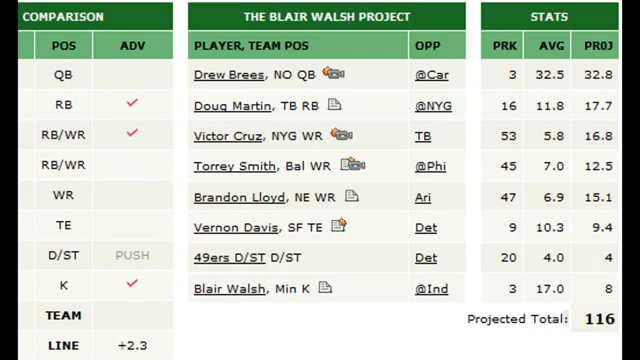 COMPARISON THE BLAIR WALSH PROJECT STATS
POS ADV PLAYER, TEAM POS OPP PRK AVG PROJ
QB Drew Brees, NO QB @Car 3 32.5 32.8
RB Doug Martin, TB RB @NYG 16 11.8 17.7
RB/WR Victor Cruz, NYG WR TB 53 5.8 16.8
RB/WR Torrey Smith, Bal WR @Phi 45 7.0 12.5
WR Brandon Lloyd, NE WR Ari 47 6.9 15.1
TE Vernon Davis, SF TE Det 9 10.3 9.4
D/ST PUSH 49ers D/ST D/ST Det 20 4.0 4
K Blair Walsh, Min K @Ind 3 17.0 8
TEAM Projected Total: 116
LINE +2.3